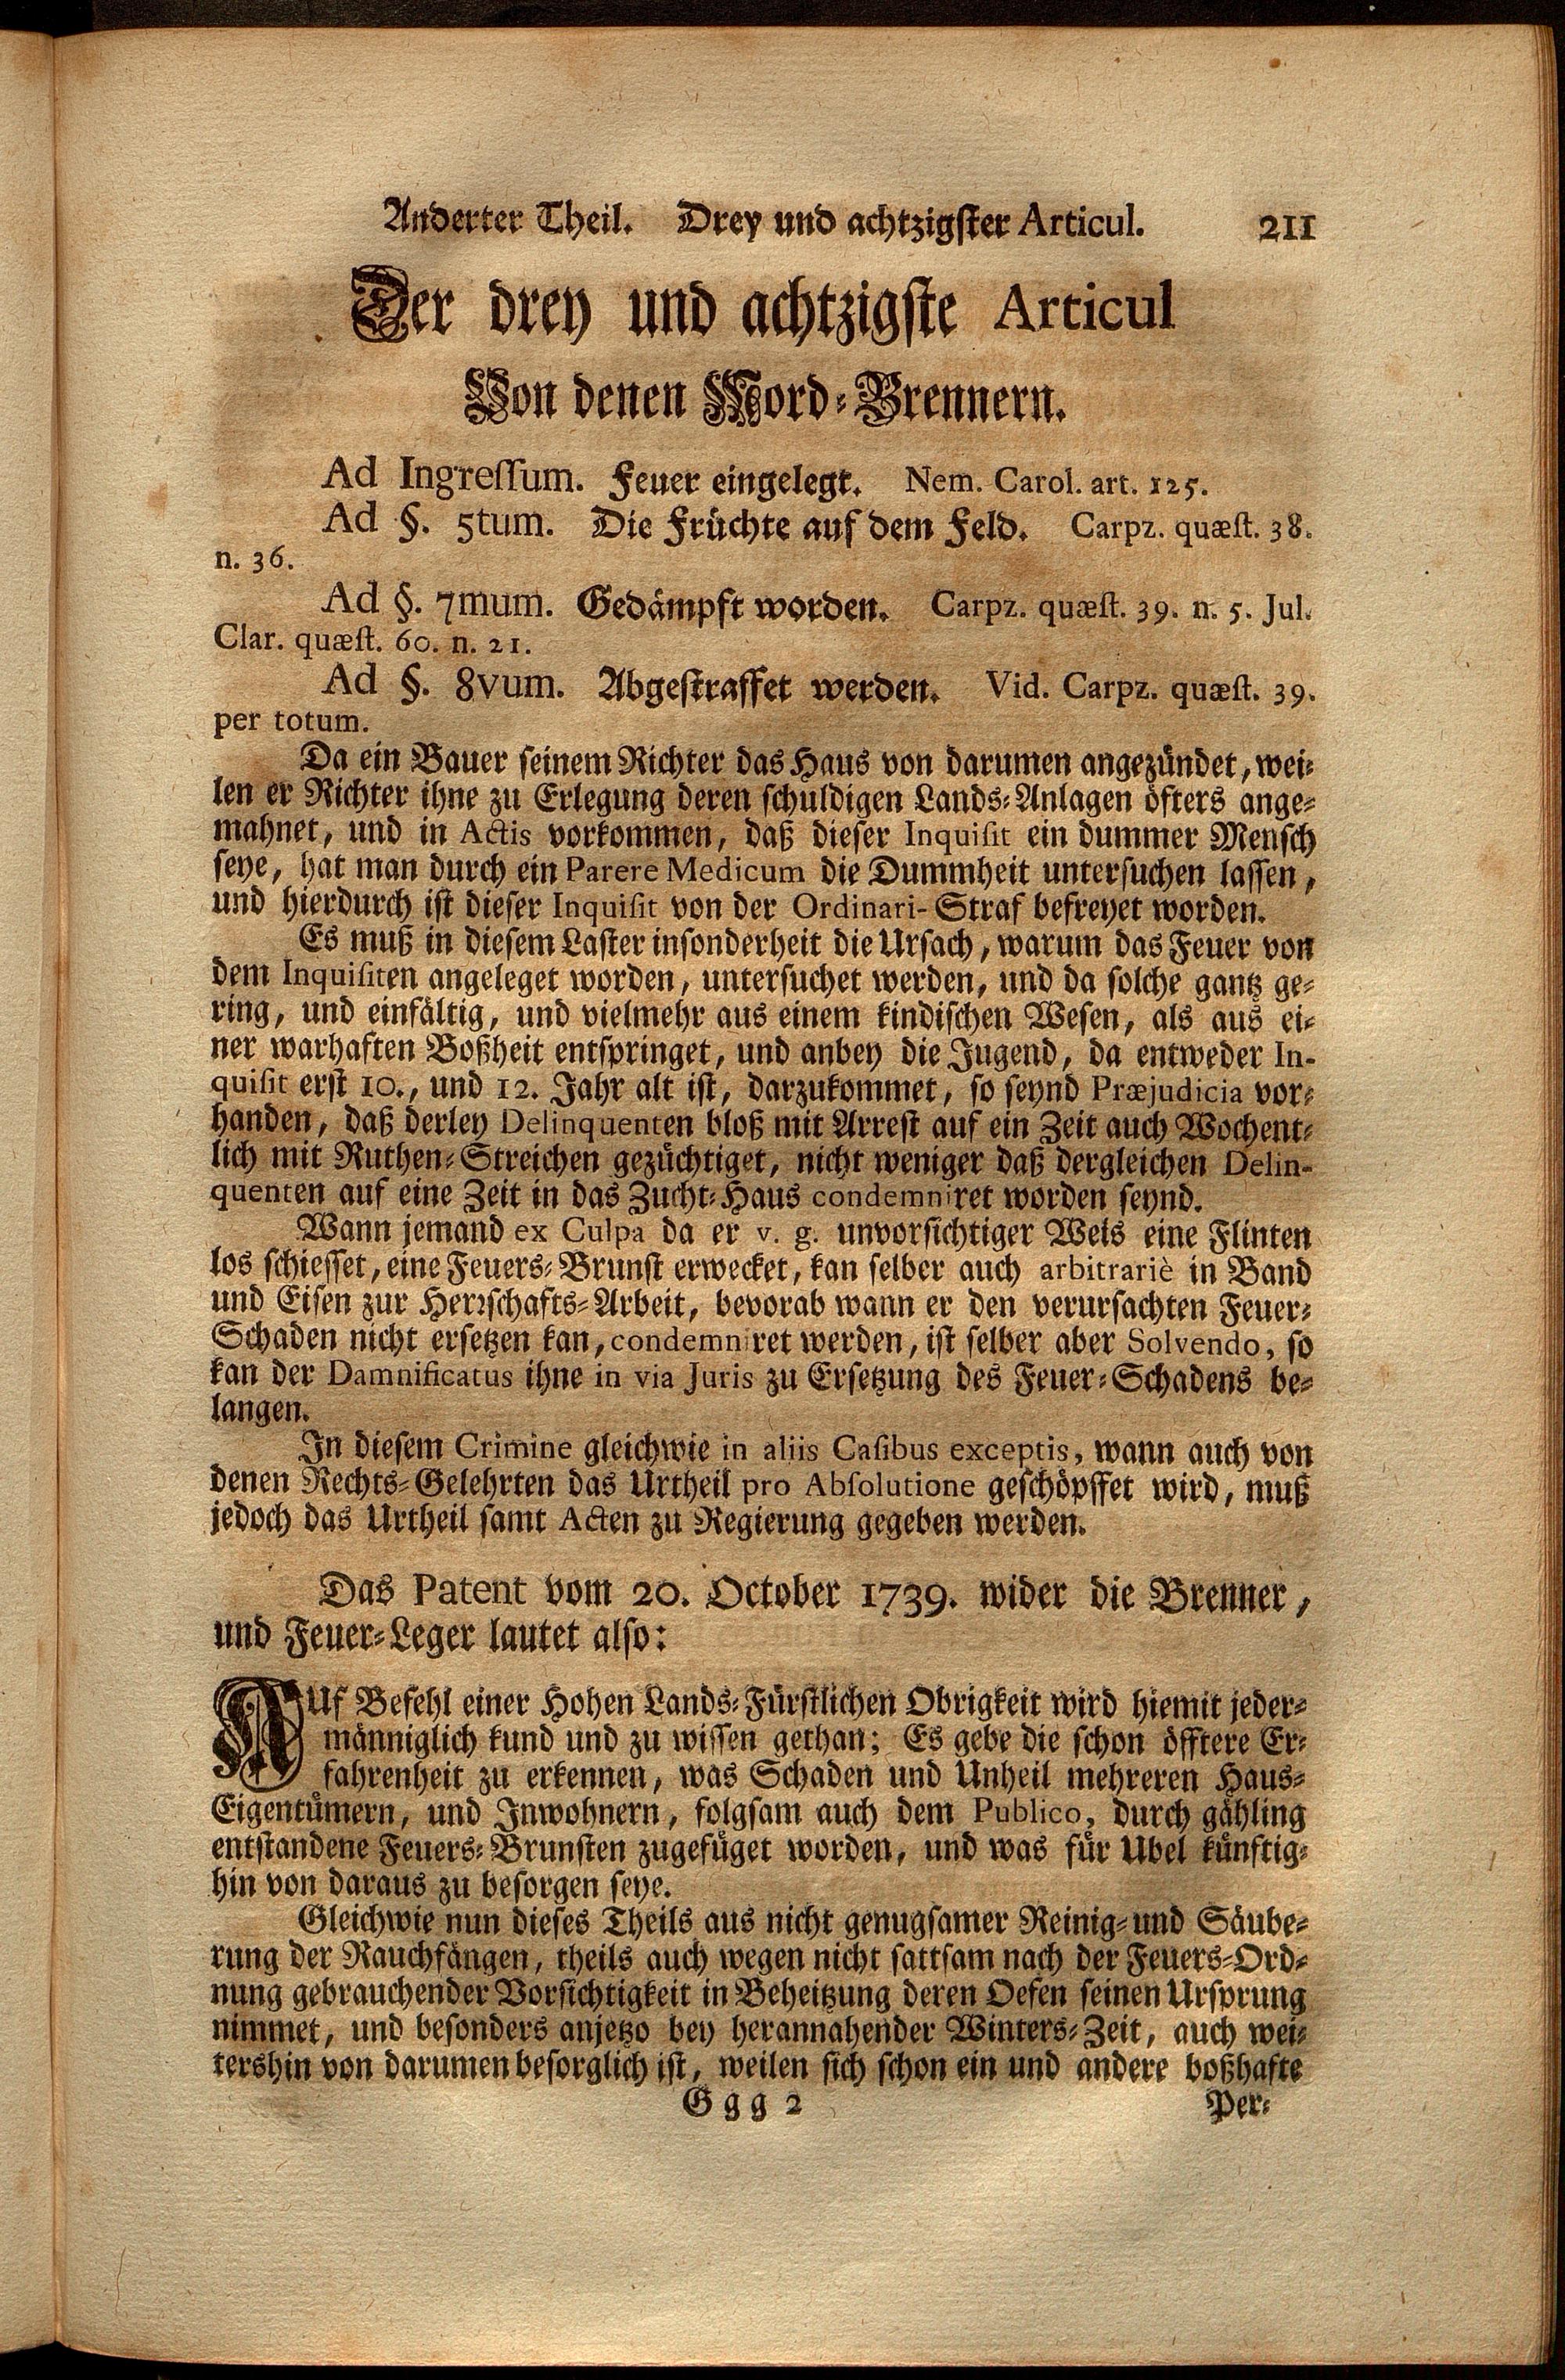 Anderter Theil. Drey und achtzigster Articul. 211
Der drey und achtzigste Articul
Von denen Mord-Brennern.
Ad Ingressum. Feuer eingelegt. Nem. Carol. art. 125.
Ad §. 5tum. Die Früchte auf dem Feld. Carpz. quæst. 38.
n. 36.
Ad §. 7mum. Gedämpft worden. Carpz. quæst. 39. n. 5. Jul.
Clar. quæst. 60. n. 21.
Ad §. 8vum. Abgestraffet werden. Vid. Carpz. quæst. 39.
per totum.
Da ein Bauer seinem Richter das Haus von darumen angezündet, wei-
len er Richter ihne zu Erlegung deren schuldigen Lands-Anlagen öfters ange-
mahnet, und in Actis vorkommen, daß dieser Inquisit ein dummer Mensch
seye, hat man durch ein Parere Medicum die Dummheit untersuchen lassen,
und hierdurch ist dieser Inquisit von der Ordinari-Straf befreyet worden.
Es muß in diesem Laster insonderheit die Ursach, warum das Feuer von
dem Inquisiten angeleget worden, untersuchet werden, und da solche gantz ge-
ring, und einfältig, und vielmehr aus einem kindischen Wesen, als aus ei-
ner warhaften Boßheit entspringet, und anbey die Jugend, da entweder In-
quisit erst 10., und 12. Jahr alt ist, darzukommet, so seynd Præjudicia vor-
handen, daß derley Delinquenten bloß mit Arrest auf ein Zeit auch Wochent-
lich mit Ruthen-Streichen gezüchtiget, nicht weniger daß dergleichen Delin-
quenten auf eine Zeit in das Zucht-Haus condemniret worden seynd.
Wann jemand ex Culpa da er v. g. unvorsichtiger Weis eine Flinten
los schiesset, eine Feuers-Brunst erwecket, kan selber auch arbitrariè in Band
und Eisen zur Herrschafts-Arbeit, bevorab wann er den verursachten Feuer-
Schaden nicht ersetzen kan, condemniret werden, ist selber aber Solvendo, so
kan der Damnificatus ihne in via Juris zu Ersetzung des Feuer-Schadens be-
langen.
In diesem Crimine gleichwie in aliis Casibus exceptis, wann auch von
denen Rechts-Gelehrten das Urtheil pro Absolutione geschöpffet wird, muß
jedoch das Urtheil samt Acten zu Regierung gegeben werden.
Das Patent vom 20. October 1739. wider die Brenner,
und Feuer-Leger lautet also:
AUf Befehl einer Hohen Lands-Fürstlichen Obrigkeit wird hiemit jeder-
männiglich kund und zu wissen gethan; Es gebe die schon öfftere Er-
fahrenheit zu erkennen, was Schaden und Unheil mehreren Haus-
Eigentümern, und Inwohnern, folgsam auch dem Publico, durch gähling
entstandene Feuers-Brunsten zugefüget worden, und was für Ubel künftig-
hin von daraus zu besorgen seye.
Gleichwie nun dieses Theils aus nicht genugsamer Reinig- und Säube-
rung der Rauchfängen, theils auch wegen nicht sattsam nach der Feuers-Ord-
nung gebrauchender Vorsichtigkeit in Beheitzung deren Oefen seinen Ursprung
nimmet, und besonders anjetzo bey herannahender Winters-Zeit, auch wei-
tershin von darumen besorglich ist, weilen sich schon ein und andere boßhafte
Ggg 2 Per-